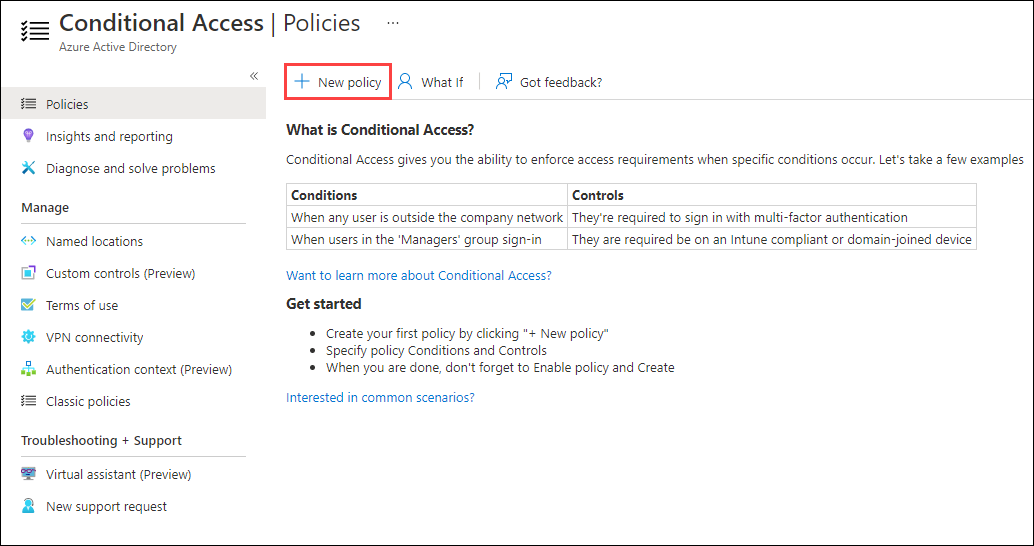 Conditional Access | Policies ...
Azure Active Directory
«
Policies
Insights and reporting
Diagnose and solve problems
Manage
Named locations
Custom controls (Preview)
Terms of use
VPN connectivity
Authentication context (Preview)
Classic policies
Troubleshooting + Support
Virtual assistant (Preview)
New support request
+ New policy What If Got feedback?
What is Conditional Access?
Conditional Access gives you the ability to enforce access requirements when specific conditions occur. Let's take a few examples
Conditions Controls
When any user is outside the company network They're required to sign in with multi-factor authentication
When users in the 'Managers' group sign-in They are required be on an Intune compliant or domain-joined device
Want to learn more about Conditional Access?
Get started
• Create your first policy by clicking "+ New policy"
• Specify policy Conditions and Controls
• When you are done, don't forget to Enable policy and Create
Interested in common scenarios?